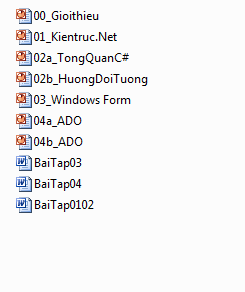 00_Gioithieu
01_Kientruc.Net
02a_TongQuanC#
02b_HuongDoiTuong
03_Windows Form
04a_ADO
04b_ADO
BaiTap03
BaiTap04
BaiTap0102